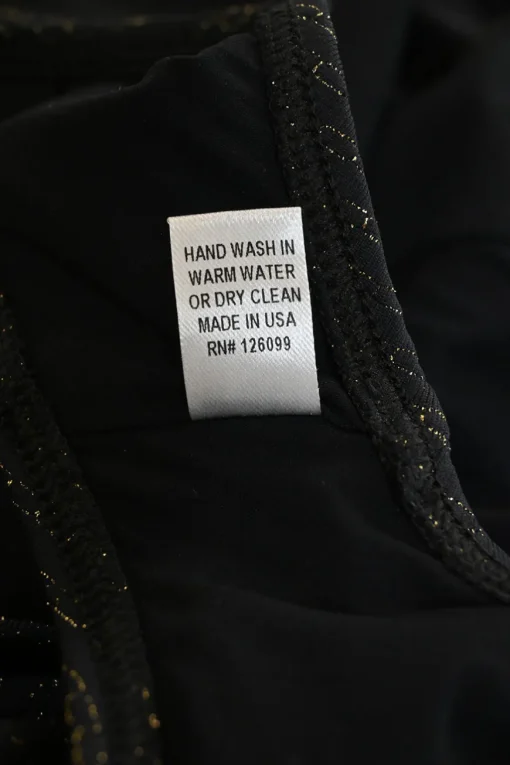 HAND WASH IN
WARM WATER
OR DRY CLEAN
MADE IN USA
RN# 126099